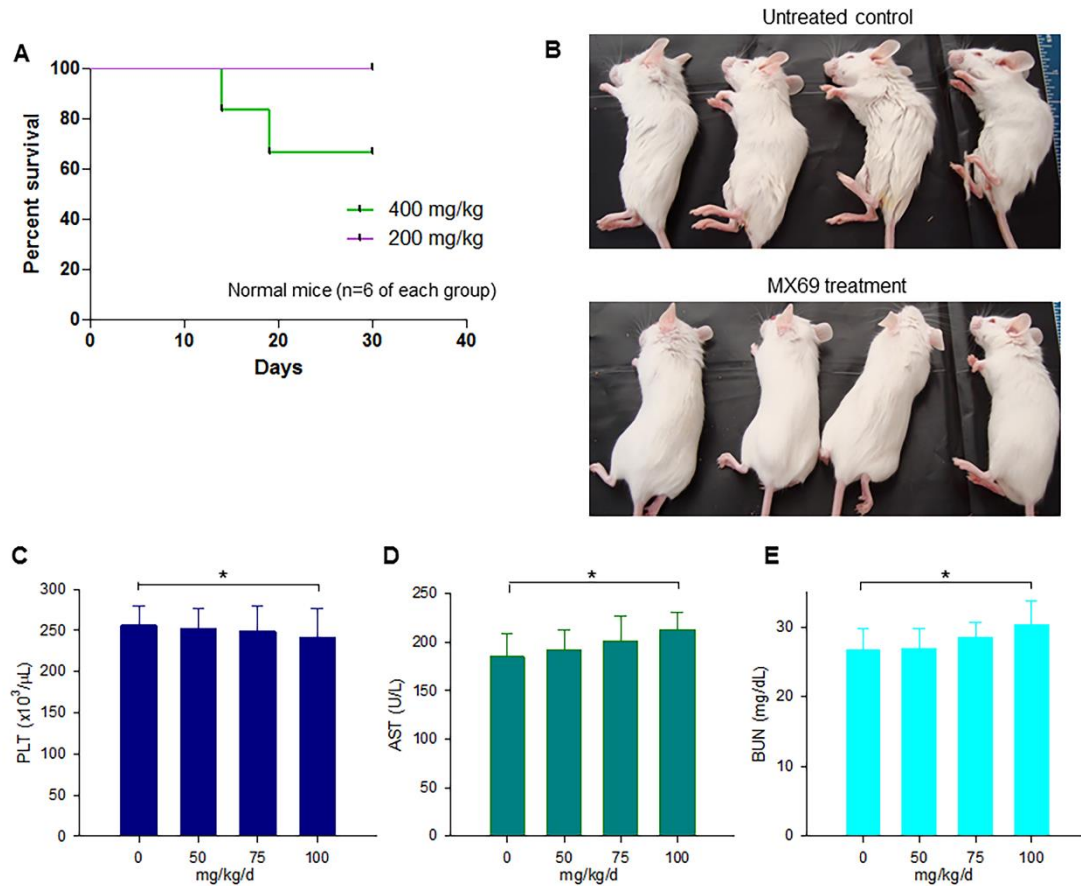 A
Percent survival
100
80
60
40
20
0
400 mg/kg
200 mg/kg
Normal mice (n=6 of each group)
0 10 20 30 40
Days
B
Untreated control
MX69 treatment
C
PLT (x10³/μL)
300
250
200
150
100
50
0
*
0 50 75 100
mg/kg/d
D
AST (U/L)
250
200
150
100
50
0
*
0 50 75 100
mg/kg/d
E
BUN (mg/dL)
30
20
10
0
*
0 50 75 100
mg/kg/d